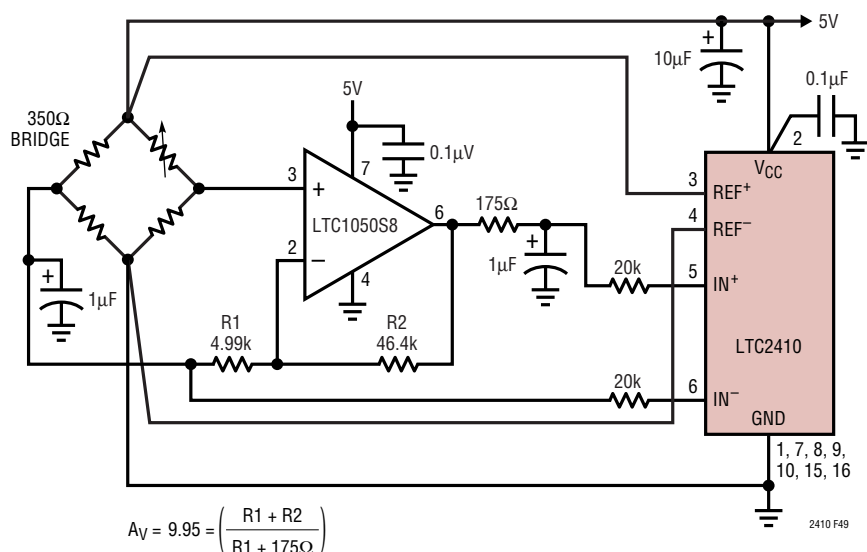 5V
10µF
0.1µF
350Ω
BRIDGE
5V
2
0.1µV
7
VCC
3
+
3
REF+
LTC1050S8
6
175Ω
4
REF−
2
−
+
4
1µF
20k
5
IN+
+
1µF
R1
4.99k
R2
46.4k
LTC2410
20k
6
IN−
GND
1, 7, 8, 9,
10, 15, 16
AV = 9.95 = (R1 + R2
R1 + 175Ω)
2410 F49
+